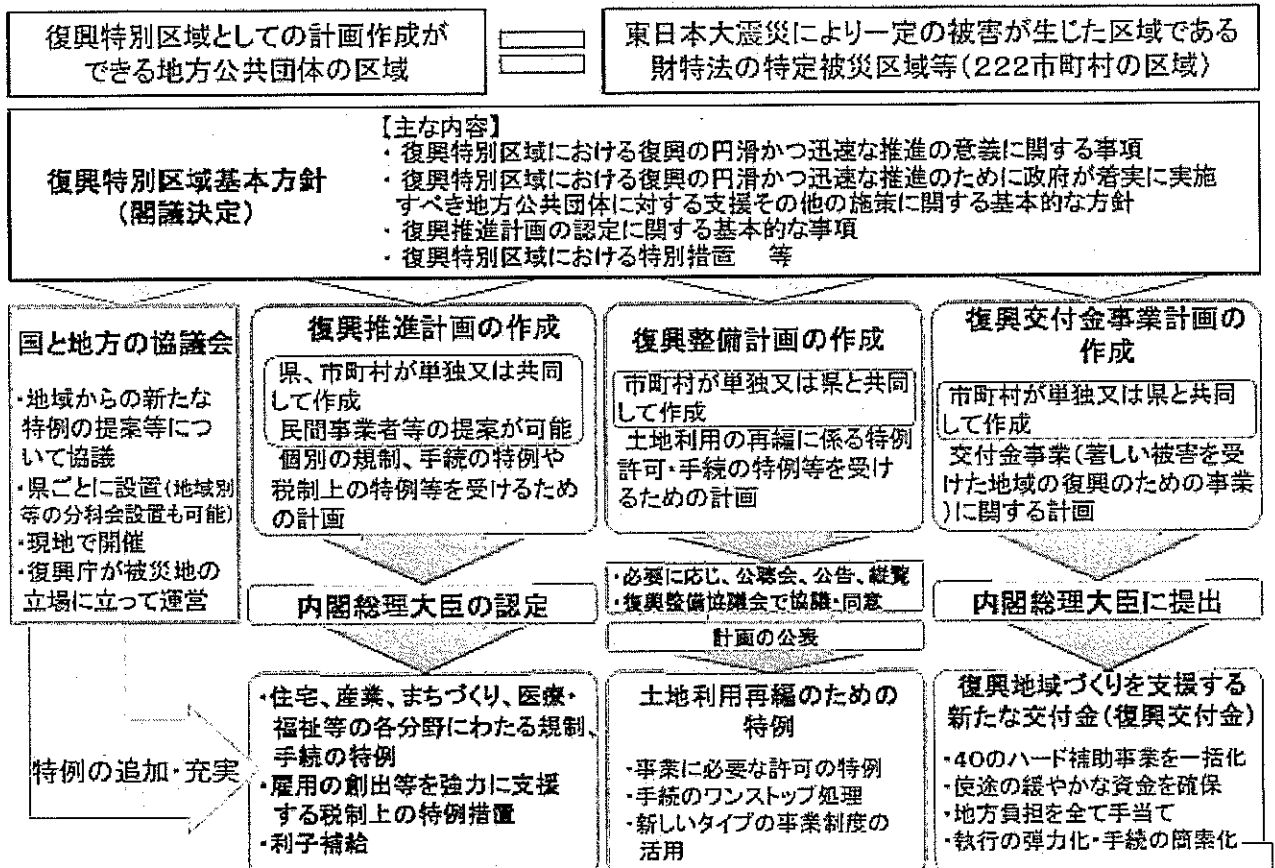 復興特別区域としての計画作成が
できる地方公共団体の区域
東日本大震災により一定の被害が生じた区域である
財特法の特定被災区域等(222市町村の区域)
復興特別区域基本方針
(閣議決定)
【主な内容】
・復興特別区域における復興の円滑かつ迅速な推進の意義に関する事項
・復興特別区域における復興の円滑かつ迅速な推進のために政府が着実に実施
すべき地方公共団体に対する支援その他の施策に関する基本的な方針
・復興推進計画の認定に関する基本的な事項
・復興特別区域における特別措置 等
国と地方の協議会
・地域からの新たな
特例の提案等につ
いて協議
・県ごとに設置(地域別
等の分科会設置も可能)
・現地で開催
・復興庁が被災地の
立場に立って運営
特例の追加・充実
復興推進計画の作成
県、市町村が単独又は共同
して作成
民間事業者等の提案が可能
個別の規制、手続の特例や
税制上の特例等を受けるため
の計画
内閣総理大臣の認定
・住宅、産業、まちづくり、医療・
福祉等の各分野にわたる規制、
手続の特例
・雇用の創出等を強力に支援
する税制上の特例措置
・利子補給
復興整備計画の作成
市町村が単独又は県と共同
して作成
土地利用の再編に係る特例
許可・手続の特例等を受け
るための計画
・必要に応じ、公聴会、公告、縦覧
・復興整備協議会で協議・同意
計画の公表
土地利用再編のための
特例
・事業に必要な許可の特例
・手続のワンストップ処理
・新しいタイプの事業制度の
活用
復興交付金事業計画の
作成
市町村が単独又は県と共同
して作成
交付金事業(著しい被害を受
けた地域の復興のための事業
)に関する計画
内閣総理大臣に提出
復興地域づくりを支援する
新たな交付金(復興交付金)
・40のハード補助事業を一括化
・使途の緩やかな資金を確保
・地方負担を全て手当て
・執行の弾力化・手続の簡素化